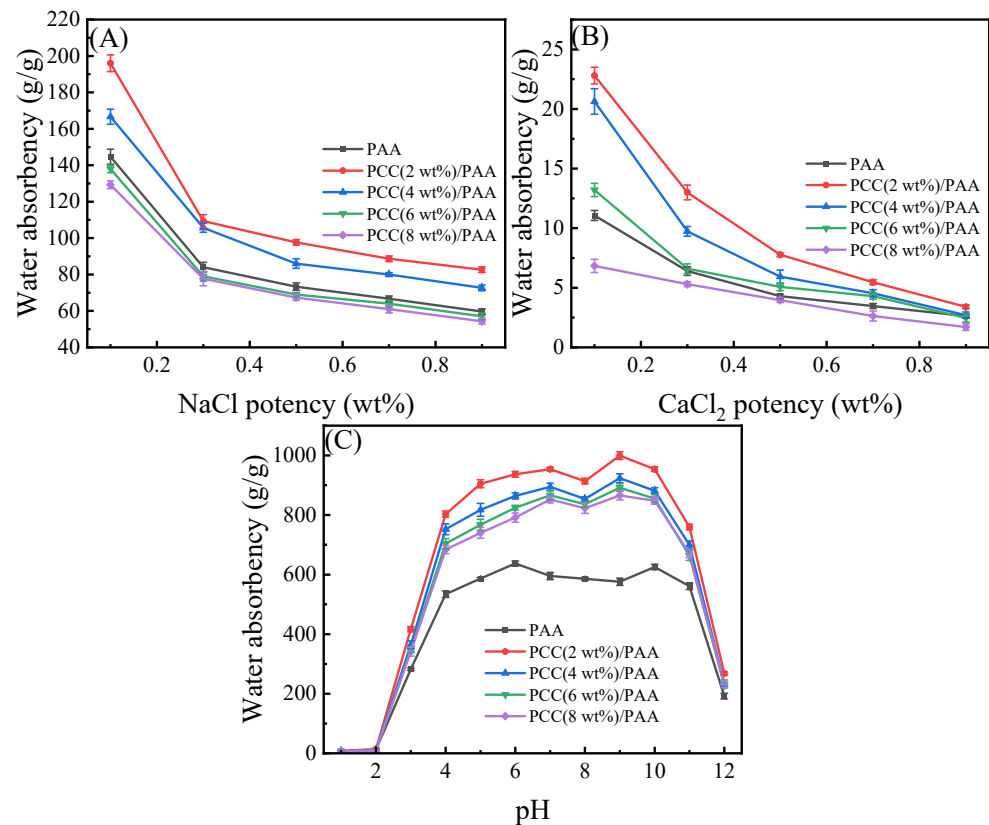 (A)
Water absorbency (g/g)
220
200
180
160
140
120
100
80
60
40
PAA
PCC(2 wt%)/PAA
PCC(4 wt%)/PAA
PCC(6 wt%)/PAA
PCC(8 wt%)/PAA
0.2 0.4 0.6 0.8
NaCl potency (wt%)
(B)
Water absorbency (g/g)
25
20
15
10
5
0
PAA
PCC(2 wt%)/PAA
PCC(4 wt%)/PAA
PCC(6 wt%)/PAA
PCC(8 wt%)/PAA
0.2 0.4 0.6 0.8
CaCl₂ potency (wt%)
(C)
Water absorbency (g/g)
1000
800
600
400
200
0
PAA
PCC(2 wt%)/PAA
PCC(4 wt%)/PAA
PCC(6 wt%)/PAA
PCC(8 wt%)/PAA
2 4 6 8 10 12
pH